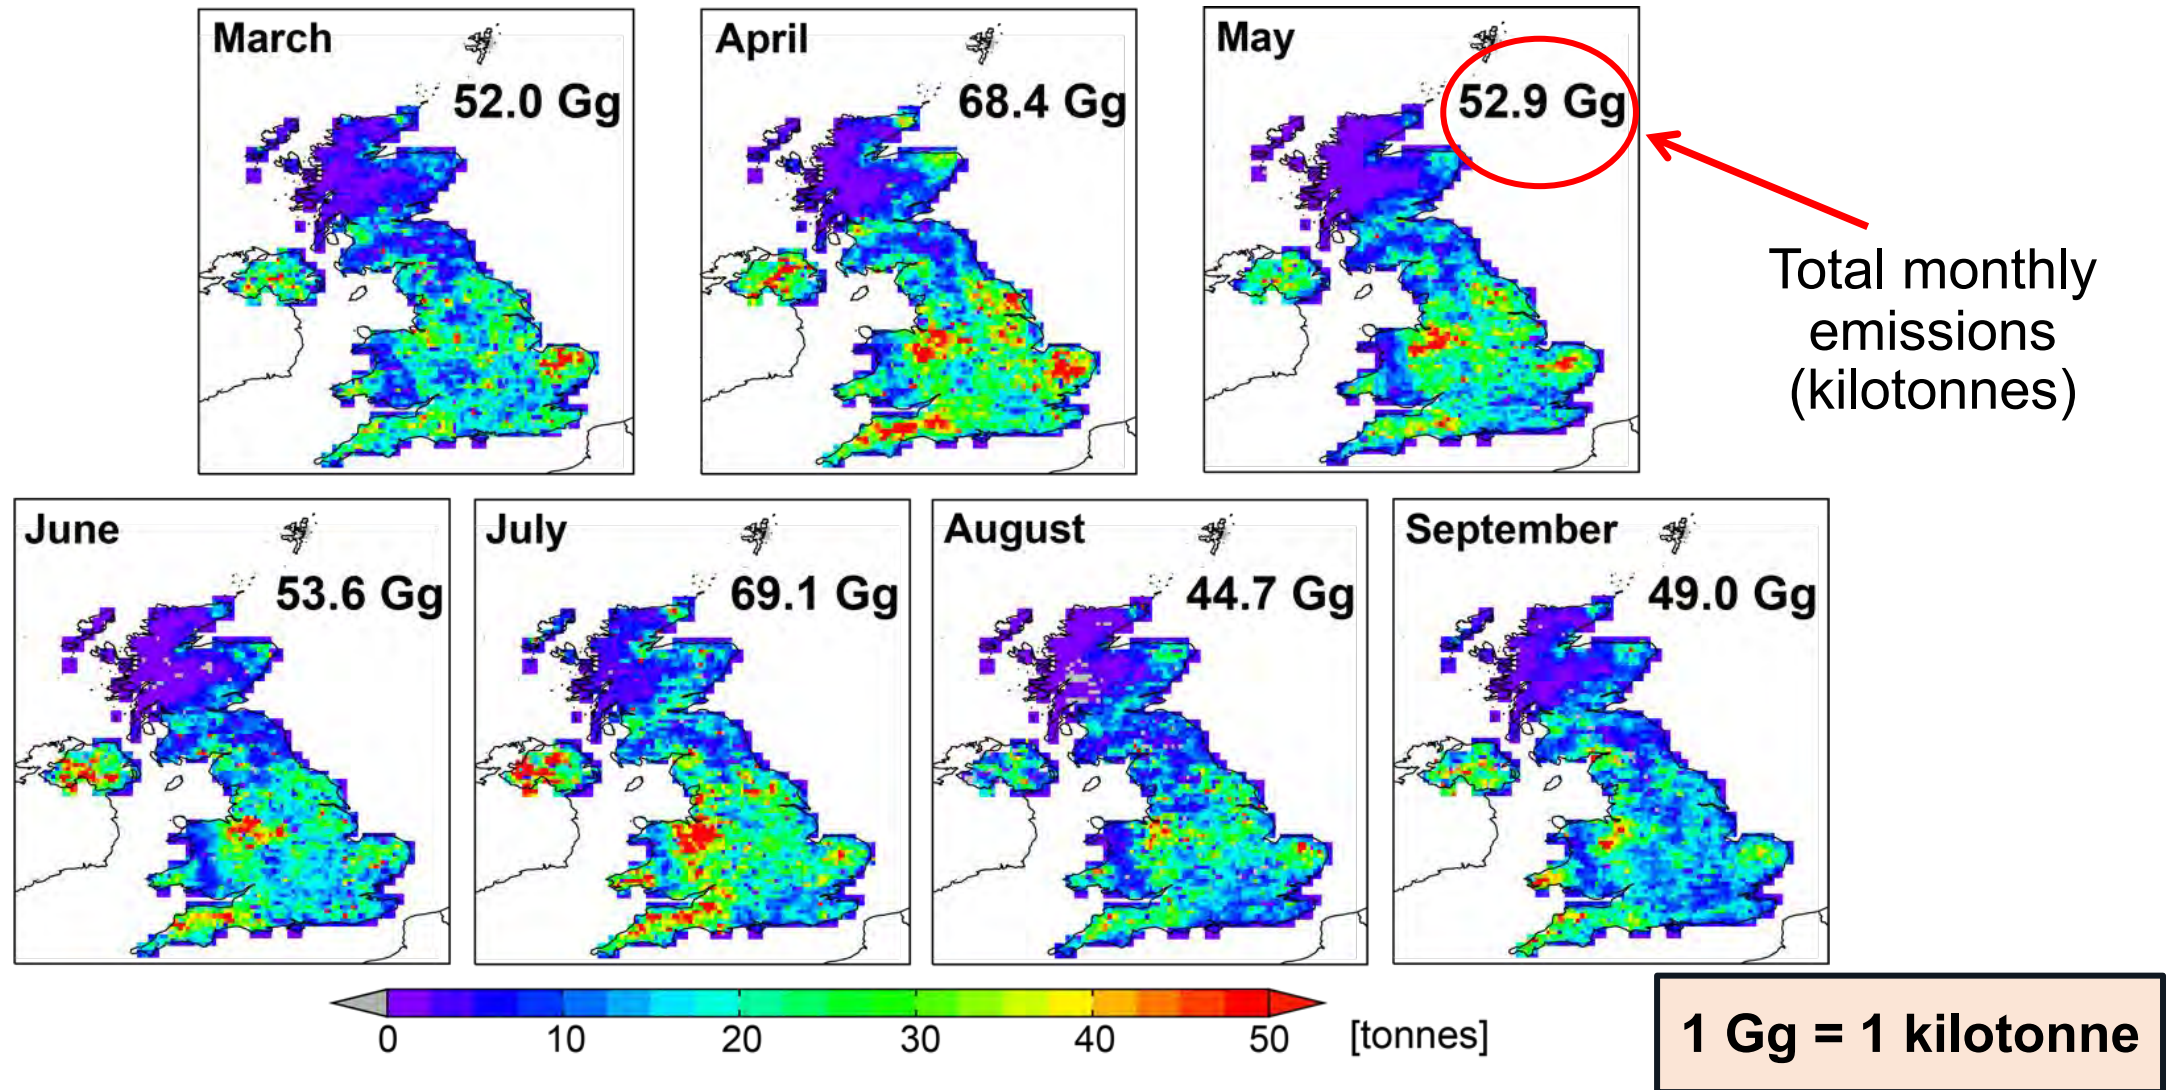 March
52.0 Gg
April
68.4 Gg
May
52.9 Gg
Total monthly
emissions
(kilotonnes)
June
53.6 Gg
July
69.1 Gg
August
44.7 Gg
September
49.0 Gg
0 10 20 30 40 50 [tonnes]
1 Gg = 1 kilotonne